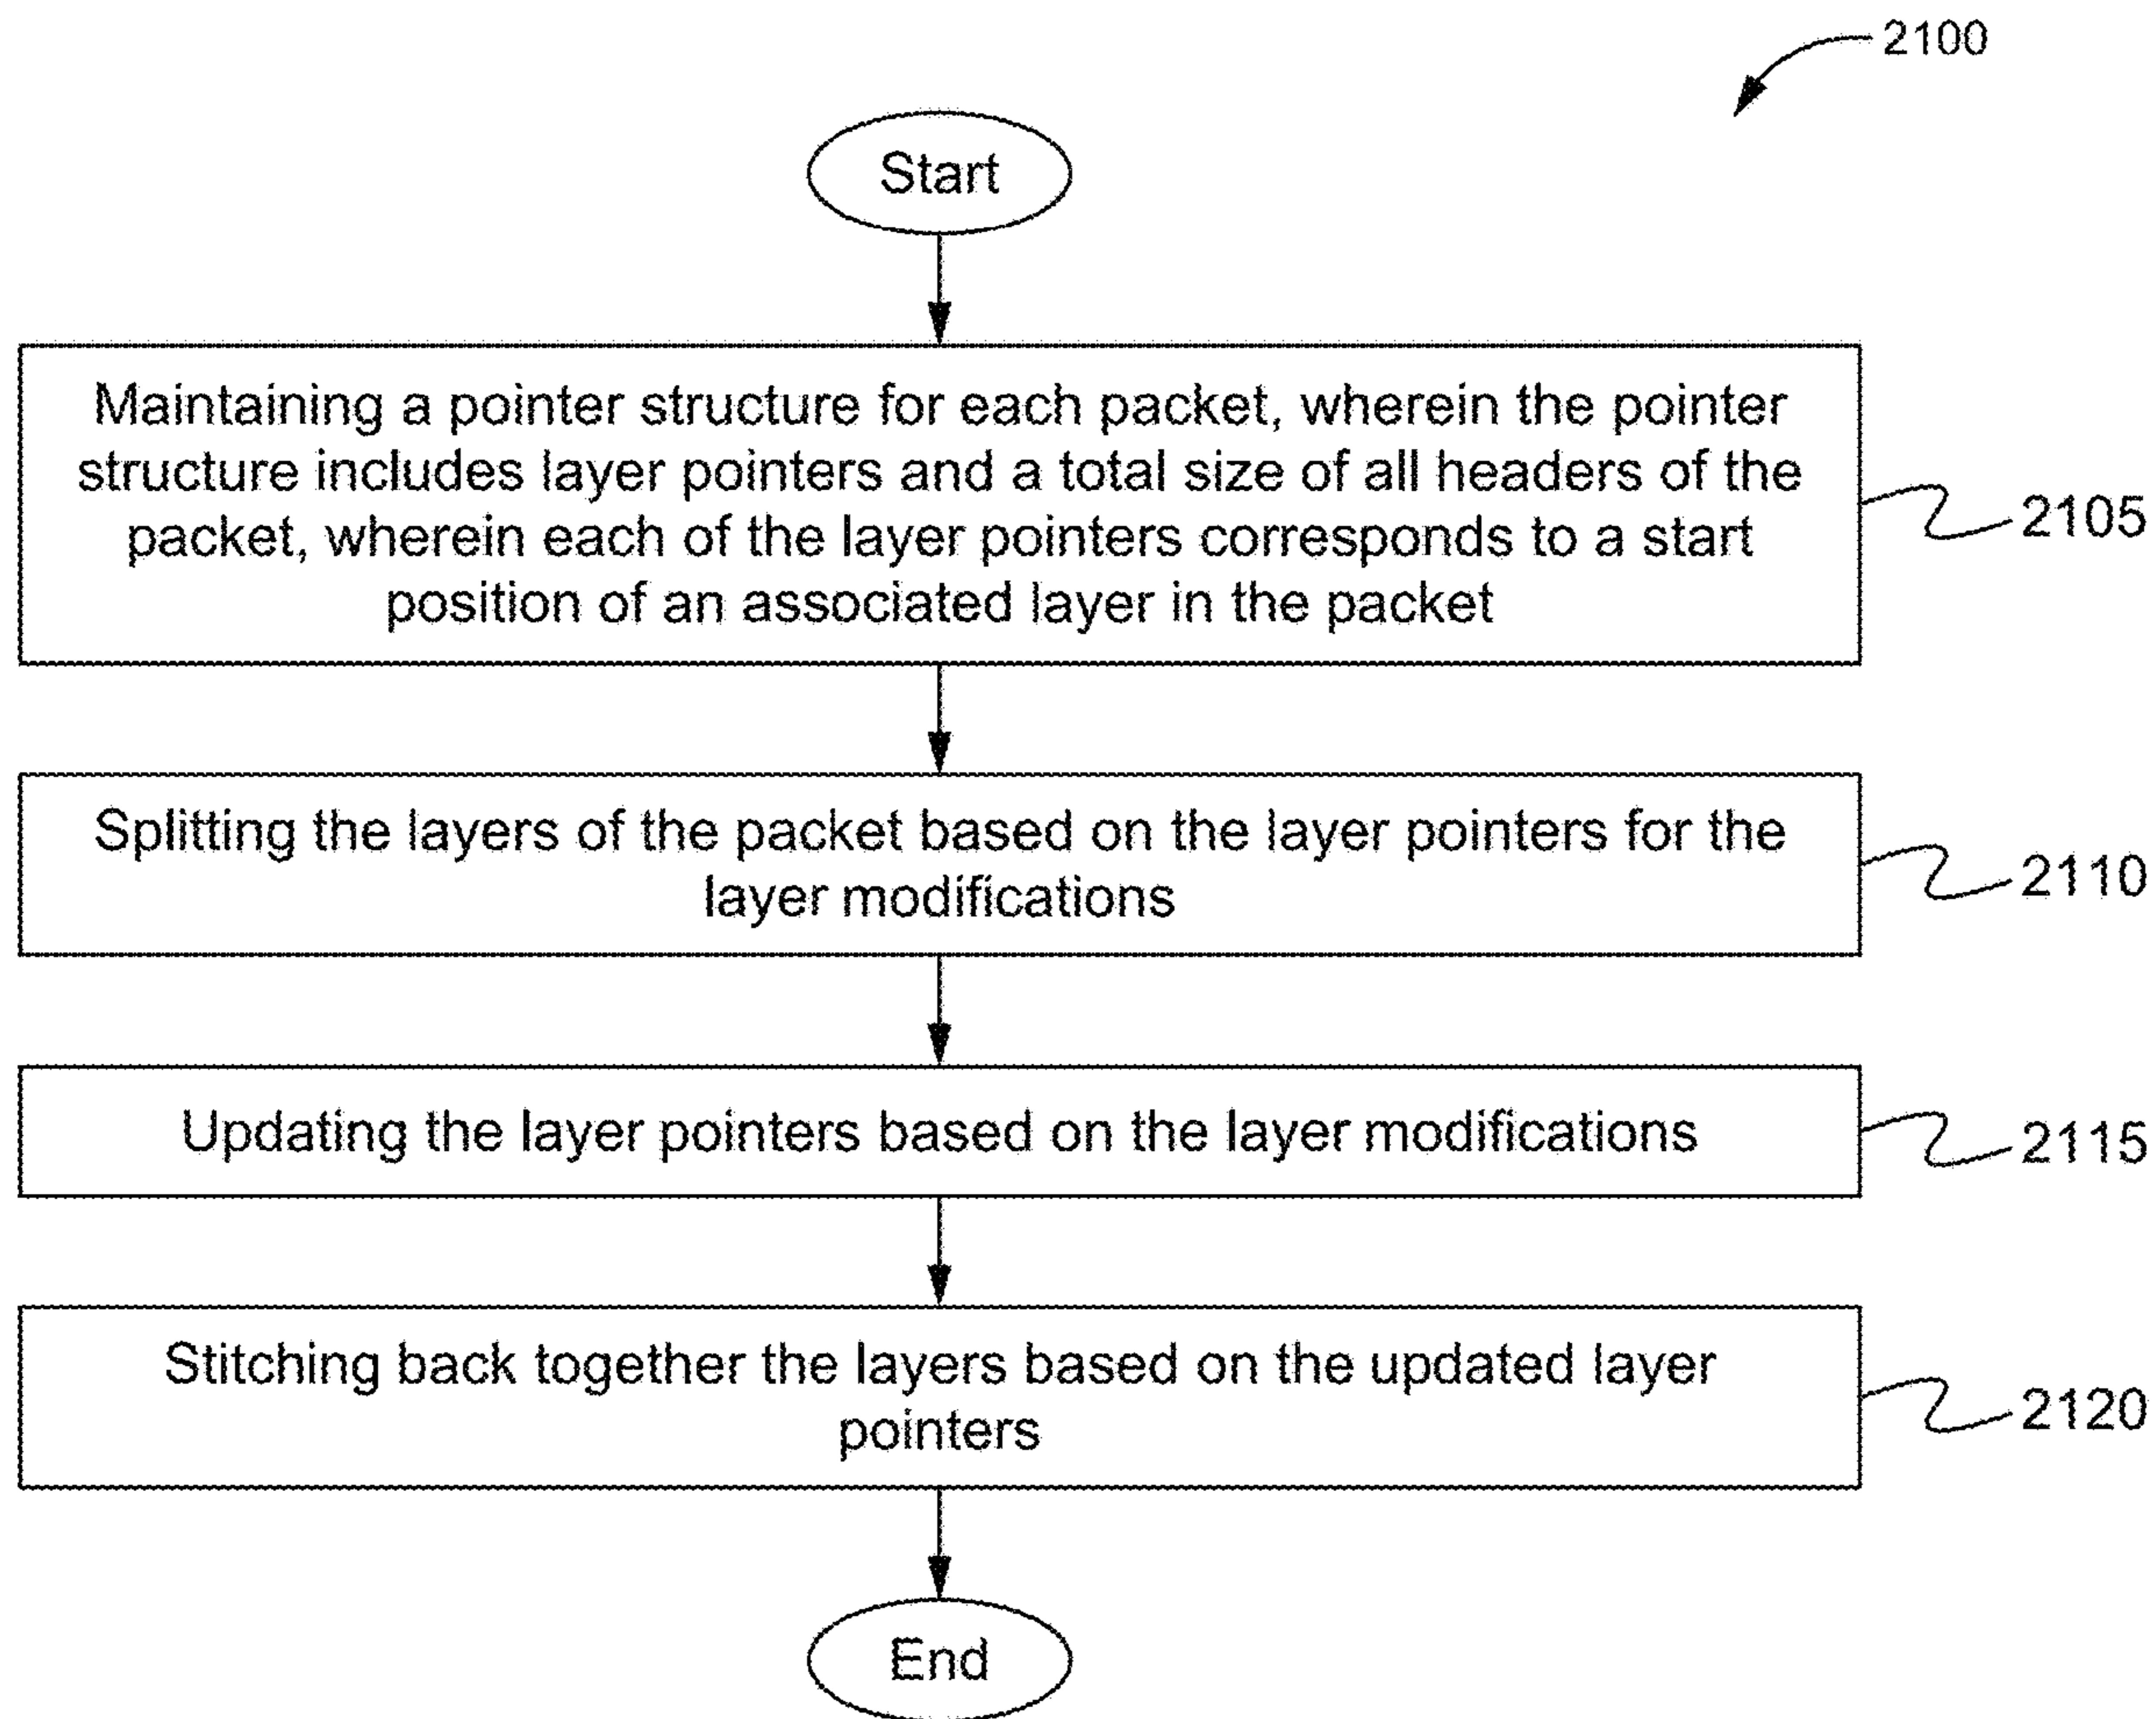 2100
Start
Maintaining a pointer structure for each packet, wherein the pointer
structure includes layer pointers and a total size of all headers of the
packet, wherein each of the layer pointers corresponds to a start
position of an associated layer in the packet
2105
Splitting the layers of the packet based on the layer pointers for the
layer modifications
2110
Updating the layer pointers based on the layer modifications
2115
Stitching back together the layers based on the updated layer
pointers
2120
End